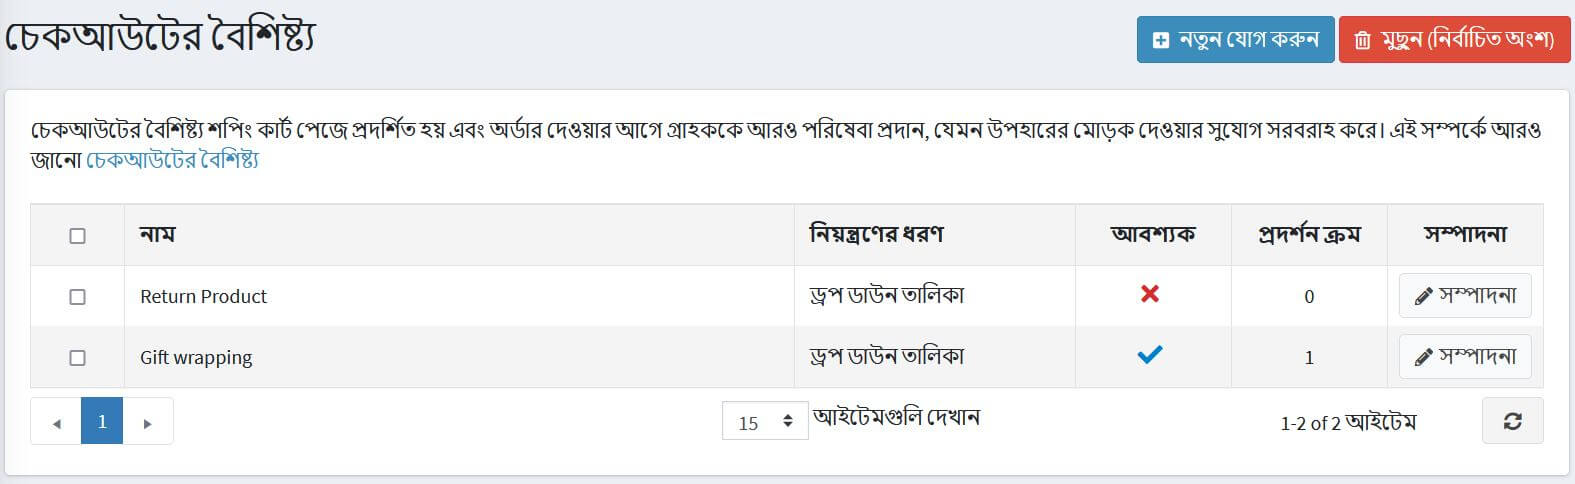 চেকআউটের বৈশিষ্ট্য
নতুন যোগ করুন
মুছুন (নির্বাচিত অংশ)
চেকআউটের বৈশিষ্ট্য শপিং কার্ট পেজে প্রদর্শিত হয় এবং অর্ডার দেওয়ার আগে গ্রাহককে আরও পরিষেবা প্রদান, যেমন উপহারের মোড়ক দেওয়ার সুযোগ সরবরাহ করে। এই সম্পর্কে আরও
জানো চেকআউটের বৈশিষ্ট্য
নাম নিয়ন্ত্রণের ধরণ আবশ্যক প্রদর্শন ক্রম সম্পাদনা
Return Product ড্রপ ডাউন তালিকা 0 সম্পাদনা
Gift wrapping ড্রপ ডাউন তালিকা 1 সম্পাদনা
1 15 আইটেমগুলি দেখান 1-2 of 2 আইটেম